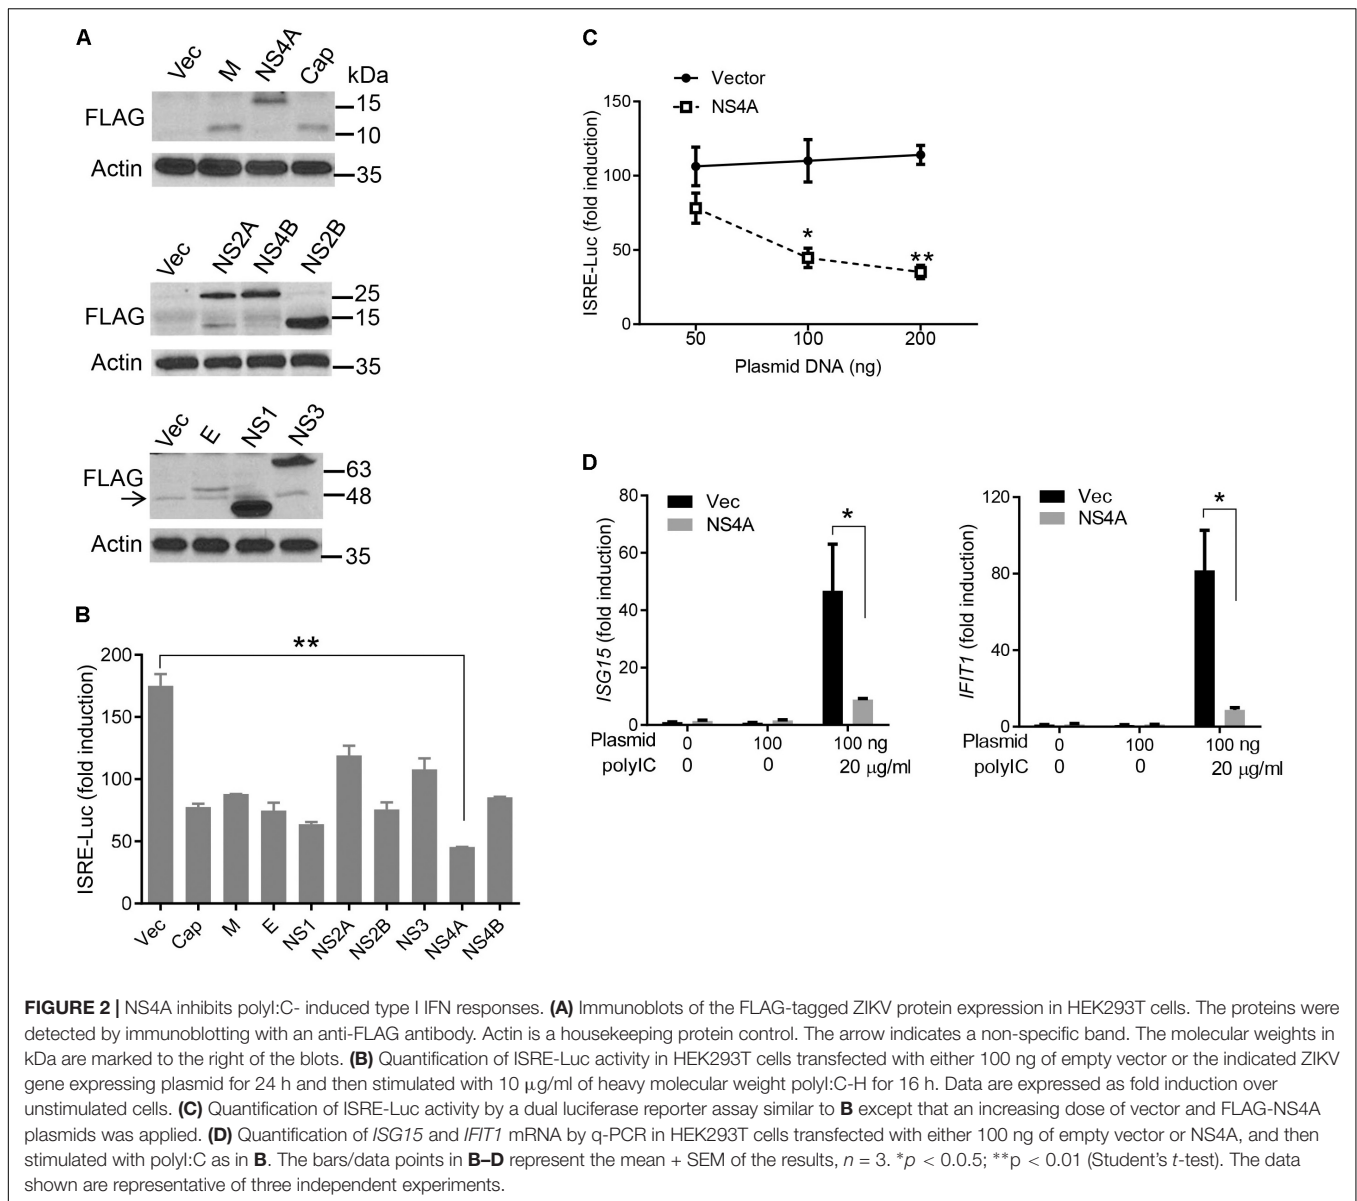 A
Vec M NS4A Cap kDa
FLAG
15
10
Actin
35
Vec NS2A NS4B NS2B
FLAG
25
15
Actin
35
Vec E NS1 NS3
FLAG
63
48
Actin
35
B
**
ISRE-Luc (fold induction)
200
150
100
50
0
Vec Cap M E NS1 NS2A NS2B NS3 NS4A NS4B
C
Vector
NS4A
ISRE-Luc (fold induction)
150
100
50
0
*
**
50 100 200
Plasmid DNA (ng)
D
Vec
NS4A
*
ISG15 (fold induction)
80
60
40
20
0
Plasmid 0 100 100 ng
polyIC 0 0 20 μg/ml
Vec
NS4A
*
IFIT1 (fold induction)
120
80
40
0
Plasmid 0 100 100 ng
polyIC 0 0 20 μg/ml
FIGURE 2 | NS4A inhibits polyI:C- induced type I IFN responses. (A) Immunoblots of the FLAG-tagged ZIKV protein expression in HEK293T cells. The proteins were
detected by immunoblotting with an anti-FLAG antibody. Actin is a housekeeping protein control. The arrow indicates a non-specific band. The molecular weights in
kDa are marked to the right of the blots. (B) Quantification of ISRE-Luc activity in HEK293T cells transfected with either 100 ng of empty vector or the indicated ZIKV
gene expressing plasmid for 24 h and then stimulated with 10 μg/ml of heavy molecular weight polyI:C-H for 16 h. Data are expressed as fold induction over
unstimulated cells. (C) Quantification of ISRE-Luc activity by a dual luciferase reporter assay similar to B except that an increasing dose of vector and FLAG-NS4A
plasmids was applied. (D) Quantification of ISG15 and IFIT1 mRNA by q-PCR in HEK293T cells transfected with either 100 ng of empty vector or NS4A, and then
stimulated with polyI:C as in B. The bars/data points in B–D represent the mean + SEM of the results, n = 3. *p < 0.0.5; **p < 0.01 (Student's t-test). The data
shown are representative of three independent experiments.